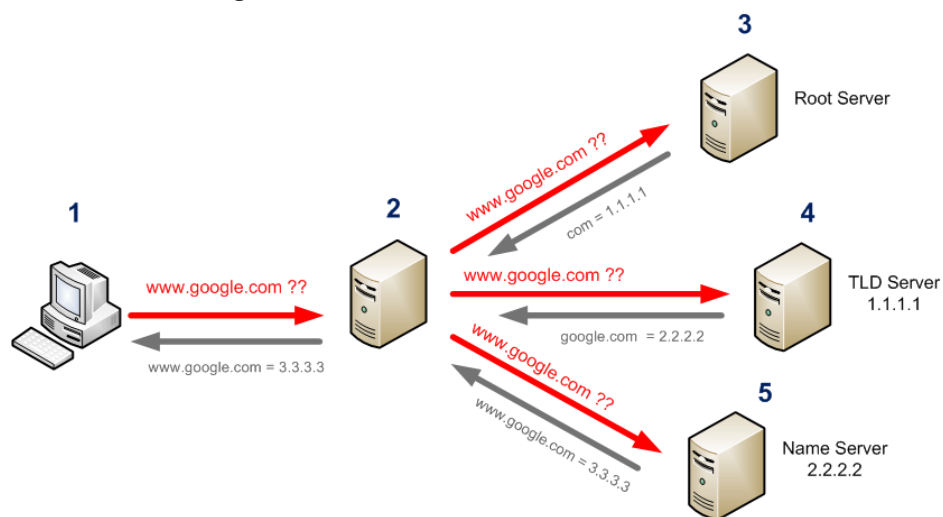 3
Root Server
www.google.com ??
com = 1.1.1.1
1
2
4
www.google.com ??
www.google.com = 3.3.3.3
www.google.com ??
google.com = 2.2.2.2
TLD Server
1.1.1.1
www.google.com ??
www.google.com = 3.3.3.3
5
Name Server
2.2.2.2